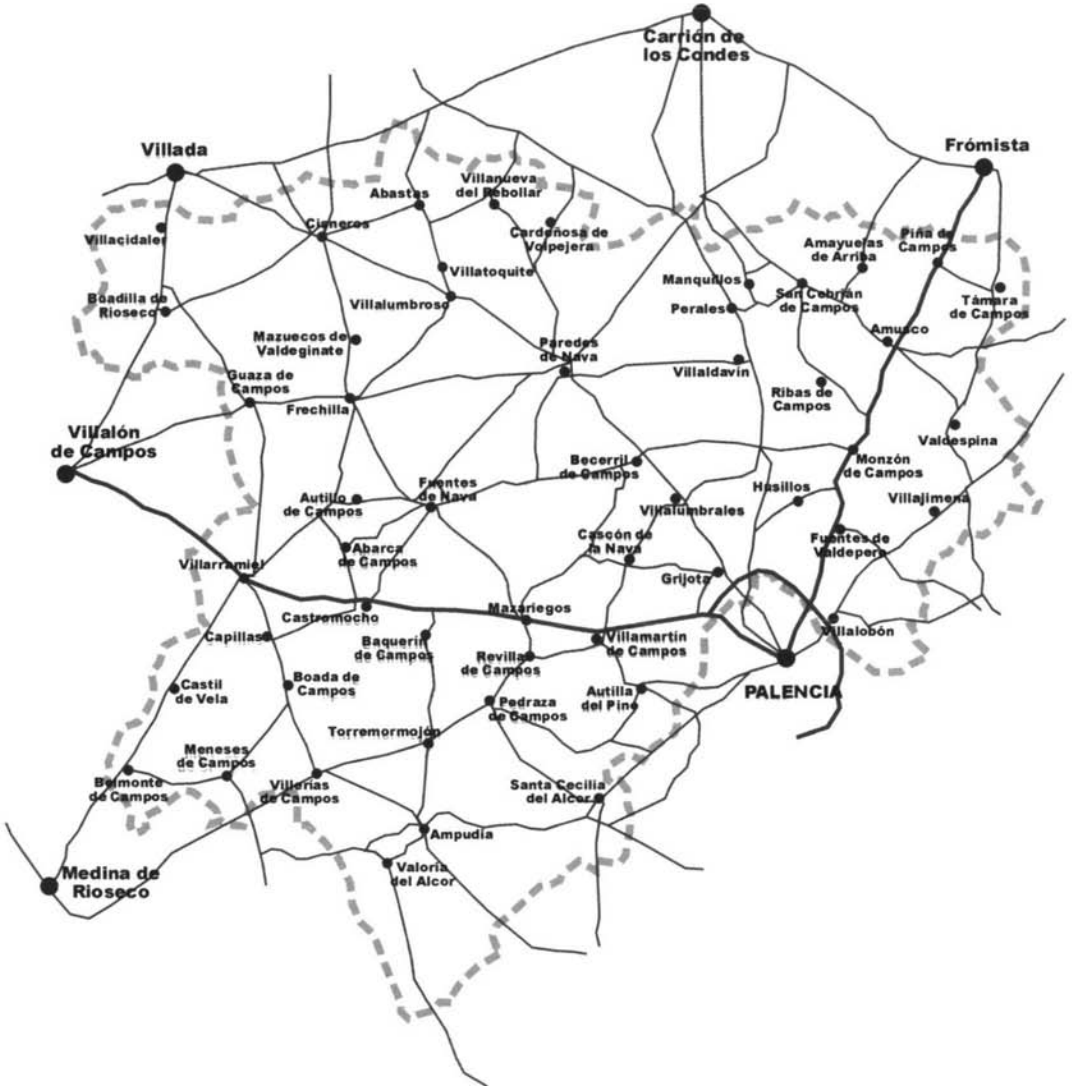 Carrión de
los Condes
Villada
Frómista
Abastas
Villanueva
del Rebollar
Cisneros
Cardeñosa de
Volpejera
Villacidaler
Amayuelas
de Arriba
Piña de
Campos
Villatoquite
Manquillos
San Cebrián
de Campos
Támara
de Campos
Boadilla de
Rioseco
Villalumbroso
Perales
Mazuecos de
Valdeginate
Paredes
de Nava
Amusco
Villaldavín
Guaza de
Campos
Ribas de
Campos
Frechilla
Villalón
de Campos
Valdespina
Becerril
de Campos
Monzón
de Campos
Autillo
de Campos
Fuentes
de Nava
Husillos
Villajimena
Villalumbrales
Cascón de
la Nava
Fuentes de
Valdepero
Abarca
de Campos
Villarramiel
Grijota
Castromocho
Mazariegos
Villalobón
Capillas
Baquerín
de Campos
Villamartín
de Campos
Revilla
de Campos
PALENCIA
Castil
de Vela
Boada de
Campos
Autilla
del Pino
Pedraza
de Campos
Torremormojón
Meneses
de Campos
Belmonte
de Campos
Villerías
de Campos
Santa Cecilia
del Alcor
Ampudia
Valoria
del Alcor
Medina de
Rioseco